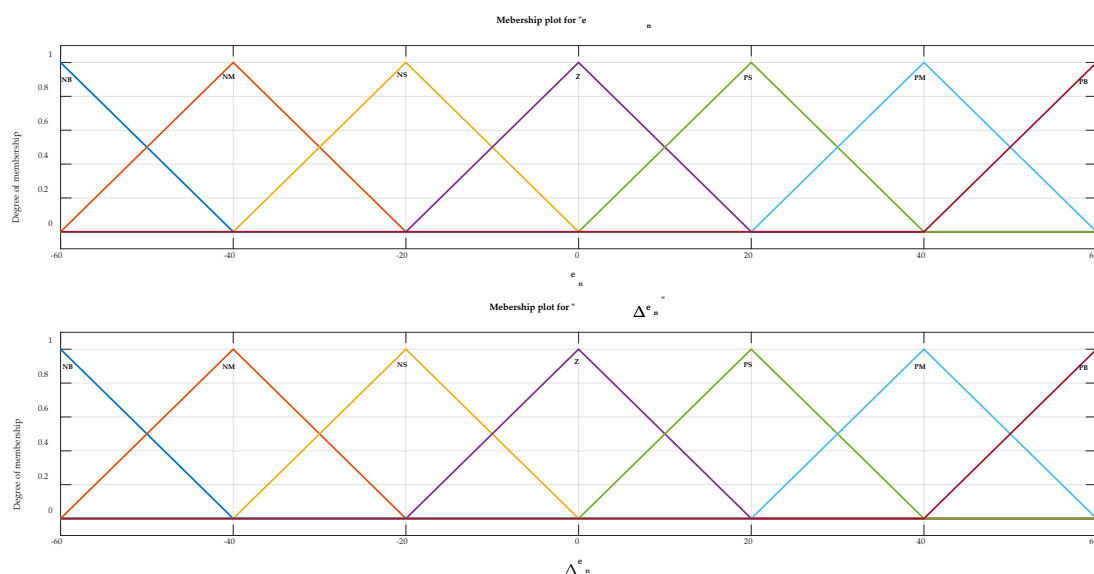 Mebership plot for "e n
1
0.8
0.6
0.4
0.2
0
Degree of membership
NB NM NS Z PS PM PB
-60 -40 -20 0 20 40 60
e n
Mebership plot for " Δe n "
1
0.8
0.6
0.4
0.2
0
Degree of membership
NB NM NS Z PS PM PB
-60 -40 -20 0 20 40 60
Δe n